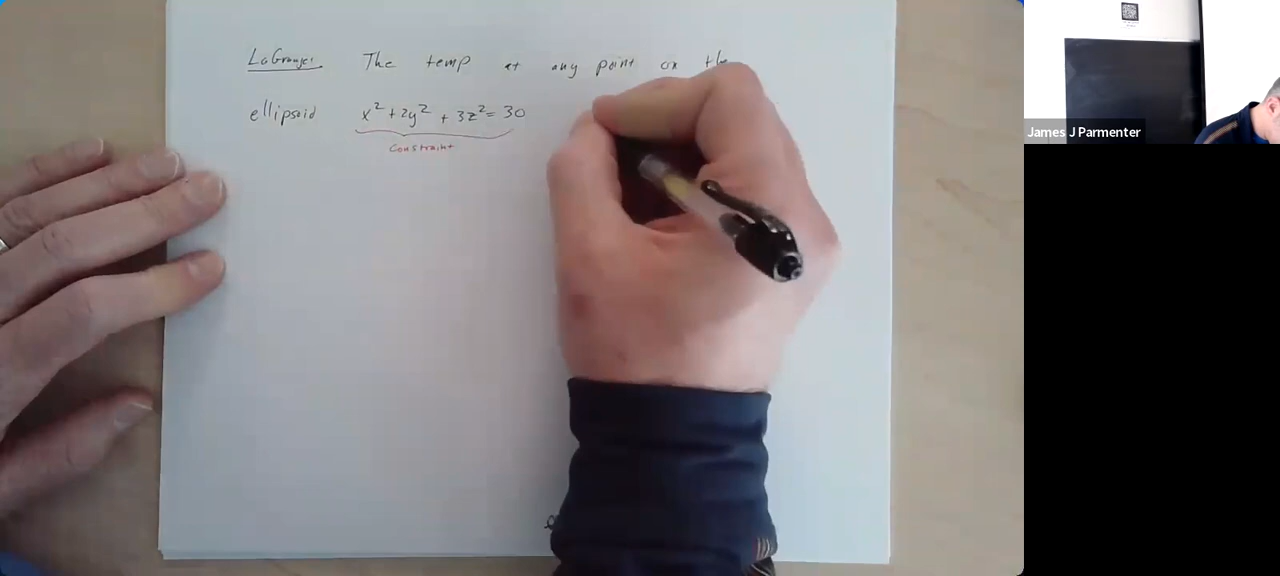 LaGrange: The temp at any point on the
ellipsoid x² + 2y² + 3z² = 30
constraint
James J Parmenter